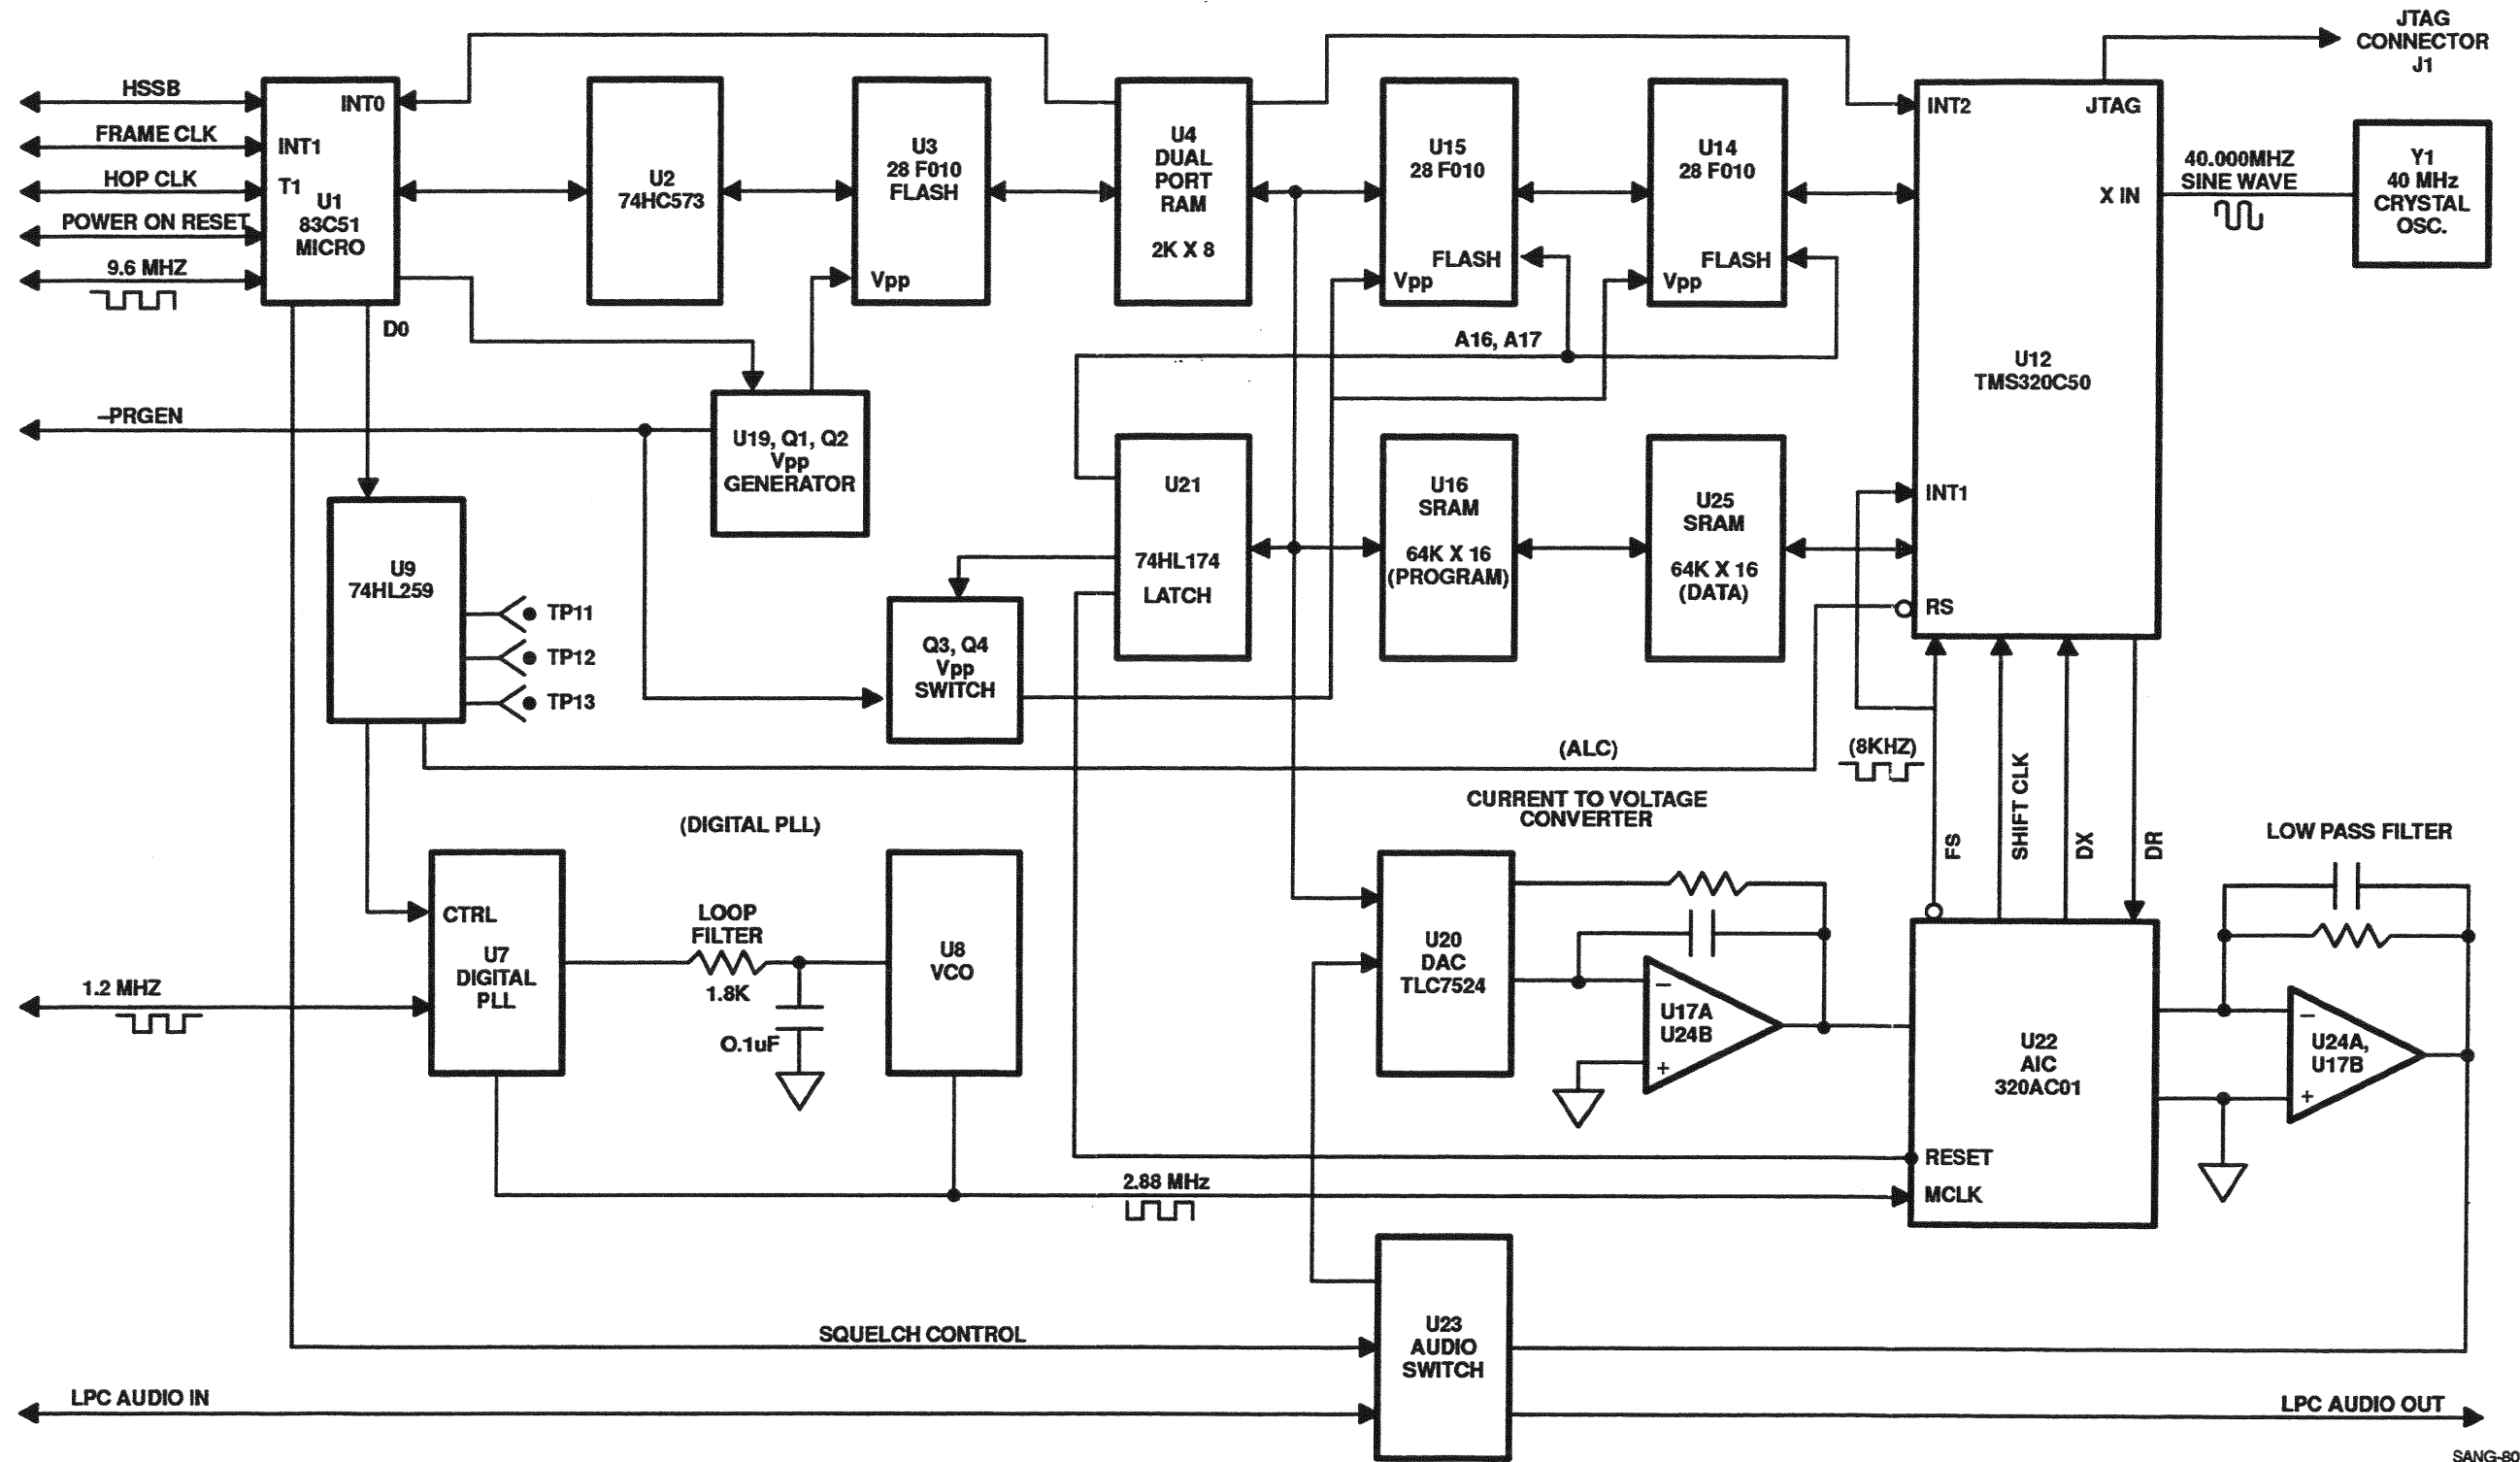 JTAG
CONNECTOR
J1
HSSB
FRAME CLK
HOP CLK
POWER ON RESET
9.6 MHZ
INT0
INT1
T1
U1
83C51
MICRO
D0
U2
74HC573
U3
28 F010
FLASH
Vpp
U4
DUAL
PORT
RAM
2K X 8
U15
28 F010
FLASH
Vpp
U14
28 F010
FLASH
Vpp
INT2
JTAG
X IN
U12
TMS320C50
INT1
RS
40.000MHZ
SINE WAVE
Y1
40 MHz
CRYSTAL
OSC.
A16, A17
–PRGEN
U19, Q1, Q2
Vpp
GENERATOR
U9
74HL259
TP11
TP12
TP13
Q3, Q4
Vpp
SWITCH
U21
74HL174
LATCH
U16
SRAM
64K X 16
(PROGRAM)
U25
SRAM
64K X 16
(DATA)
(ALC)
(8KHZ)
FS
SHIFT CLK
DX
DR
(DIGITAL PLL)
CURRENT TO VOLTAGE
CONVERTER
LOW PASS FILTER
CTRL
U7
DIGITAL
PLL
LOOP
FILTER
1.8K
O.1uF
U8
VCO
1.2 MHZ
U20
DAC
TLC7524
–
U17A
U24B
+
U22
AIC
320AC01
RESET
MCLK
–
U24A,
U17B
+
2.88 MHz
SQUELCH CONTROL
U23
AUDIO
SWITCH
LPC AUDIO IN
LPC AUDIO OUT
SANG-80